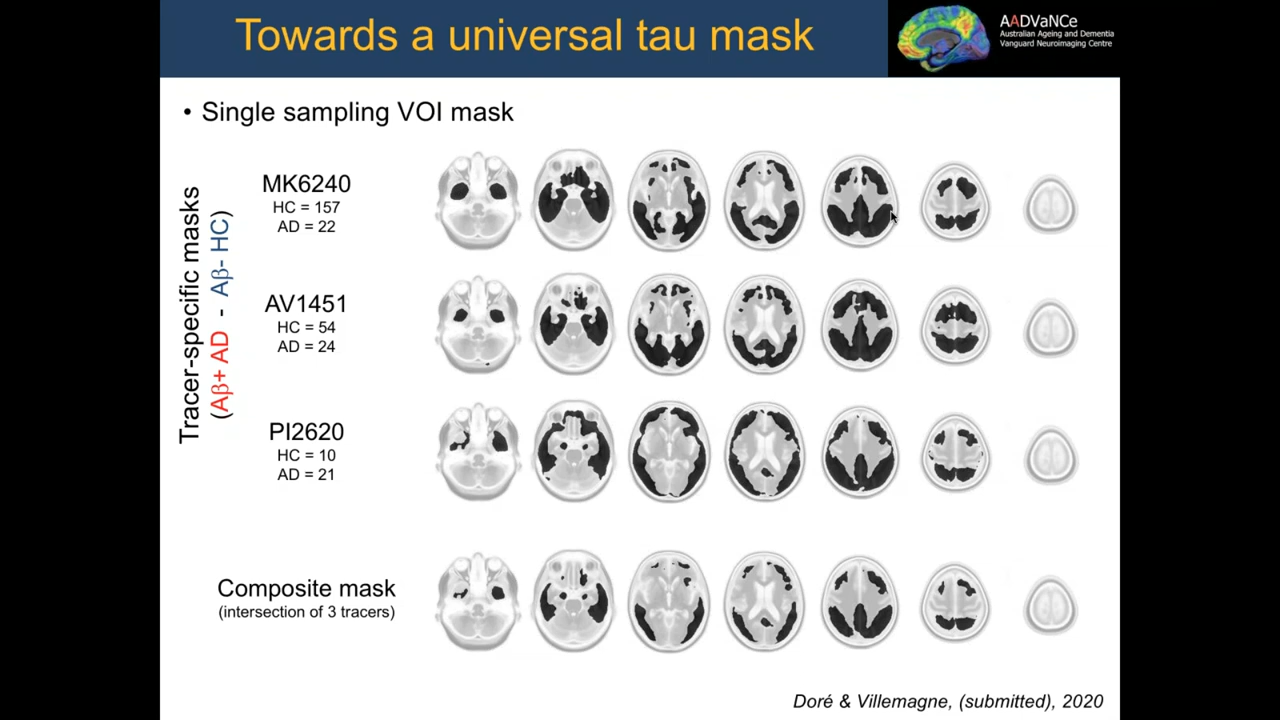 Towards a universal tau mask
AADVaNCe
Australian Ageing and Dementia
Vanguard Neuroimaging Centre
• Single sampling VOI mask
Tracer-specific masks
(Aβ+ AD - Aβ- HC)
MK6240
HC = 157
AD = 22
AV1451
HC = 54
AD = 24
PI2620
HC = 10
AD = 21
Composite mask
(intersection of 3 tracers)
Doré & Villemagne, (submitted), 2020